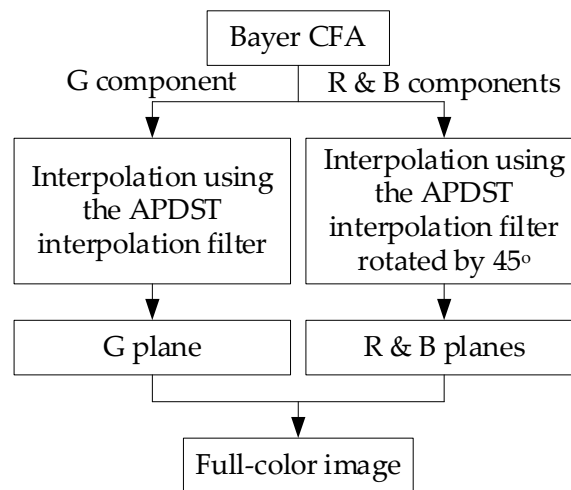 Bayer CFA
G component
R & B components
Interpolation using
the APDST
interpolation filter
Interpolation using
the APDST
interpolation filter
rotated by 45°
G plane
R & B planes
Full-color image